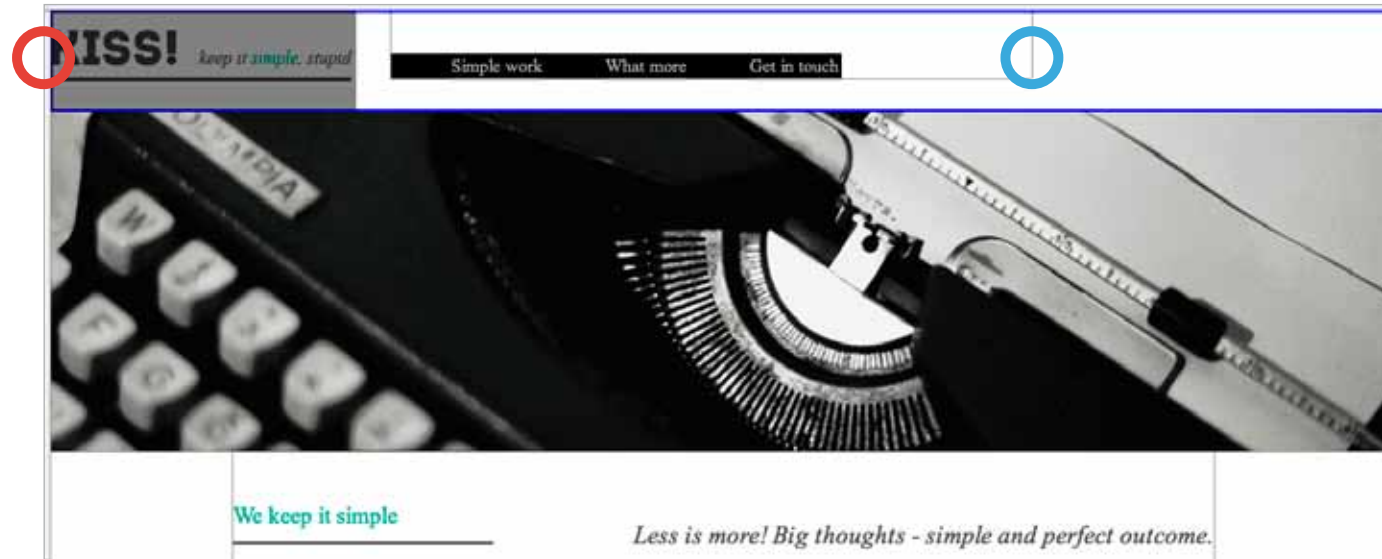 KISS! keep it simple, stupid
Simple work What more Get in touch
OLYMPIA
W
J
F
G
We keep it simple
Less is more! Big thoughts - simple and perfect outcome.